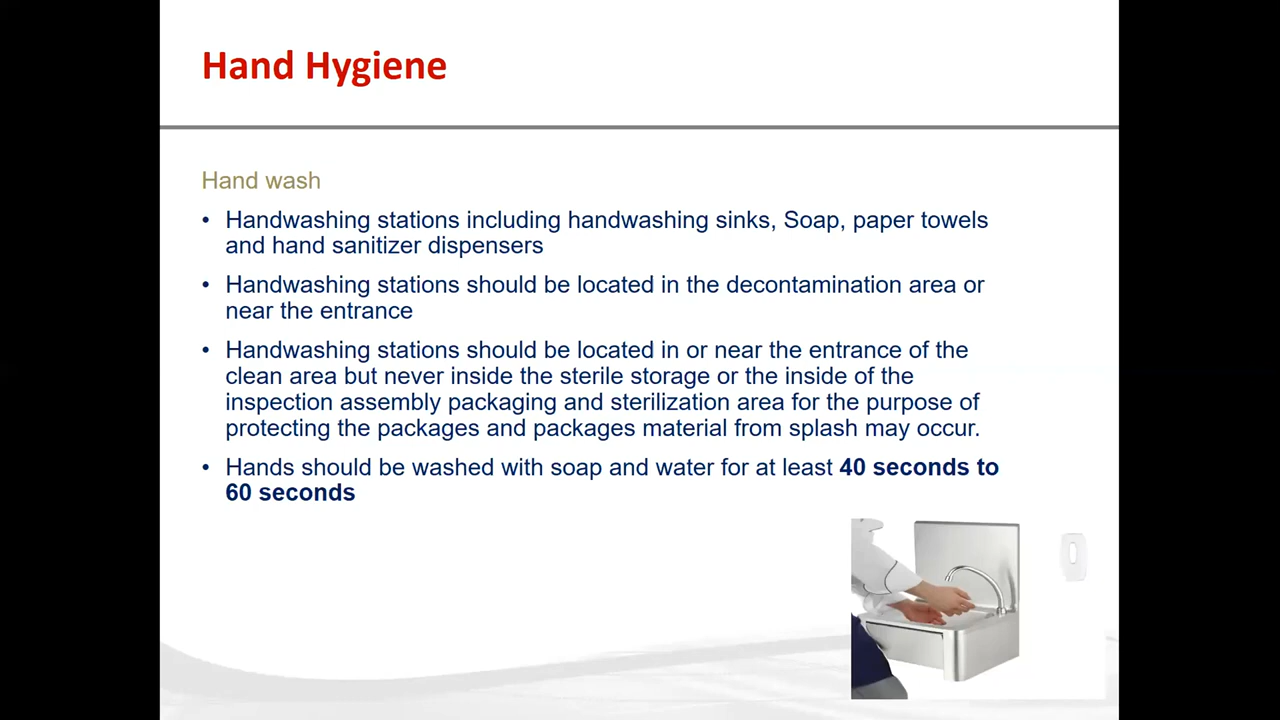 Hand Hygiene
Hand wash
• Handwashing stations including handwashing sinks, Soap, paper towels
and hand sanitizer dispensers
• Handwashing stations should be located in the decontamination area or
near the entrance
• Handwashing stations should be located in or near the entrance of the
clean area but never inside the sterile storage or the inside of the
inspection assembly packaging and sterilization area for the purpose of
protecting the packages and packages material from splash may occur.
• Hands should be washed with soap and water for at least 40 seconds to
60 seconds